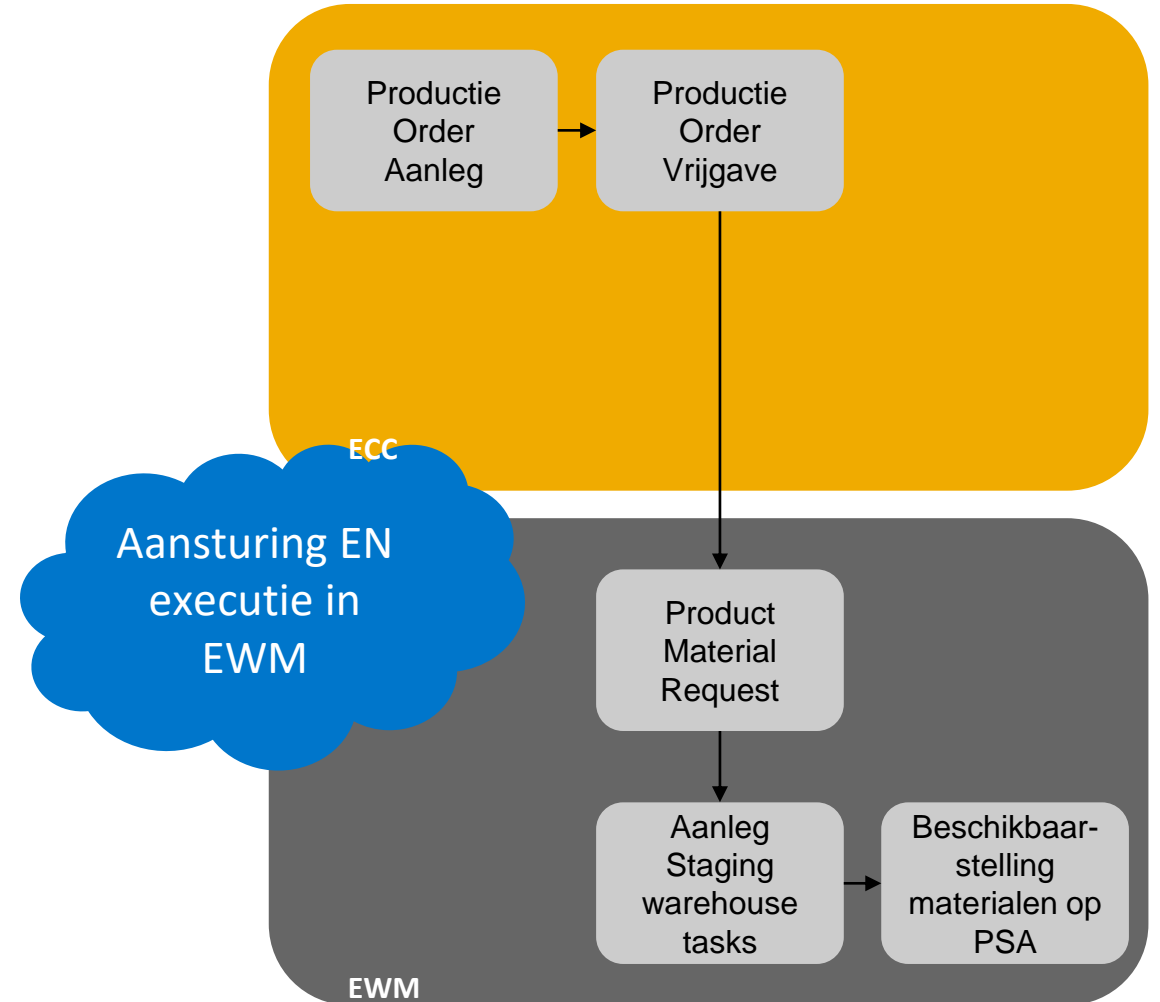 Productie
Order
Aanleg
Productie
Order
Vrijgave
ECC
Aansturing EN
executie in
EWM
Product
Material
Request
Aanleg
Staging
warehouse
tasks
Beschikbaar-
stelling
materialen op
PSA
EWM